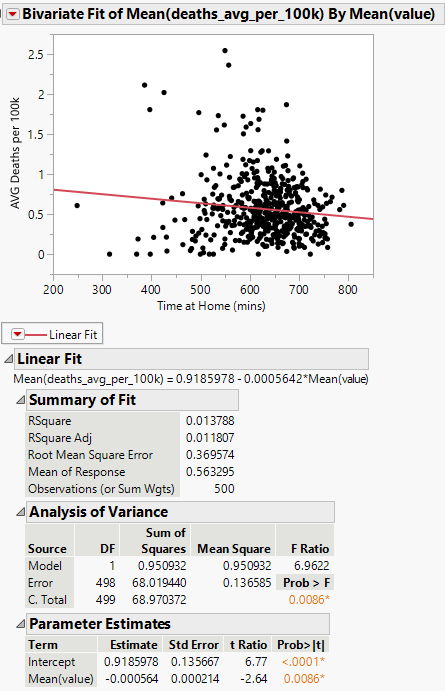 Bivariate Fit of Mean(deaths_avg_per_100k) By Mean(value)
AVG Deaths per 100k
2.5
2
1.5
1
0.5
0
200 300 400 500 600 700 800
Time at Home (mins)
Linear Fit
Linear Fit
Mean(deaths_avg_per_100k) = 0.9185978 - 0.0005642*Mean(value)
Summary of Fit
RSquare 0.013788
RSquare Adj 0.011807
Root Mean Square Error 0.369574
Mean of Response 0.563295
Observations (or Sum Wgts) 500
Analysis of Variance
Sum of
Source DF Squares Mean Square F Ratio
Model 1 0.950932 0.950932 6.9622
Error 498 68.019440 0.136585 Prob > F
C. Total 499 68.970372 0.0086*
Parameter Estimates
Term Estimate Std Error t Ratio Prob>|t|
Intercept 0.9185978 0.135667 6.77 <.0001*
Mean(value) -0.000564 0.000214 -2.64 0.0086*